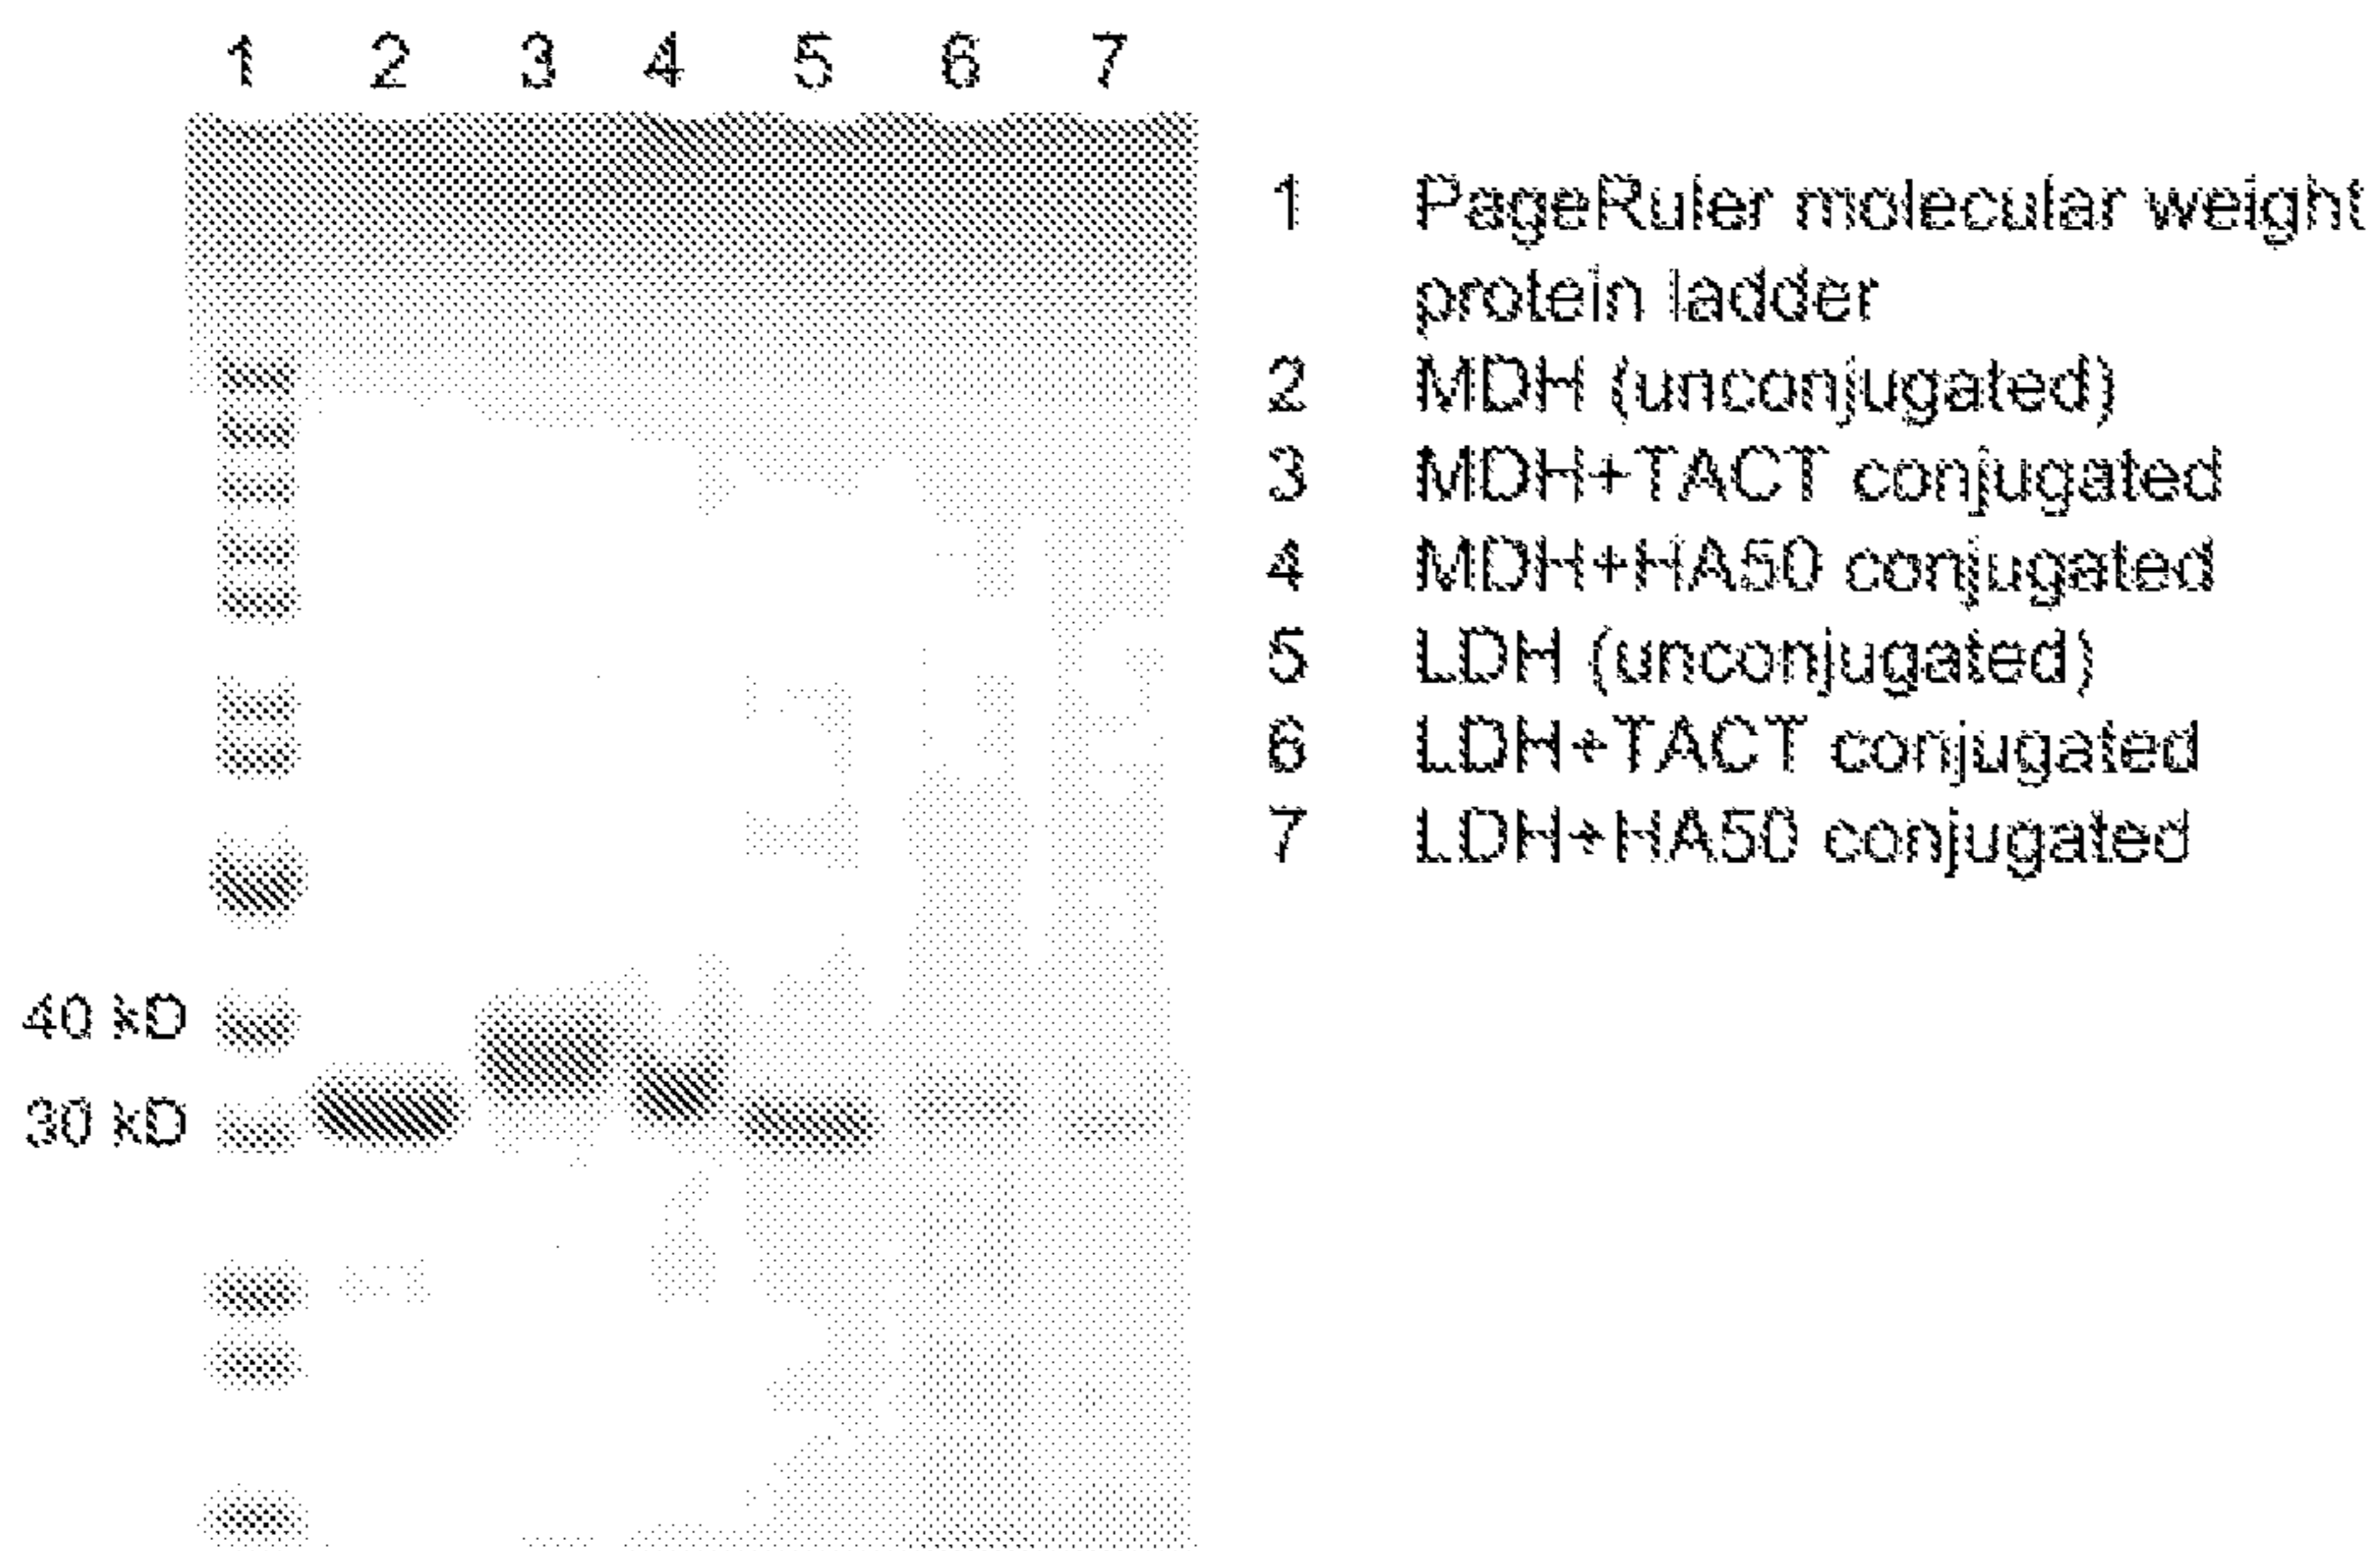 1 2 3 4 5 6 7
1 PageRuler molecular weight
protein ladder
2 MDH (unconjugated)
3 MDH+TACT conjugated
4 MDH+HA50 conjugated
5 LDH (unconjugated)
6 LDH+TACT conjugated
7 LDH+HA50 conjugated
40 kD
30 kD